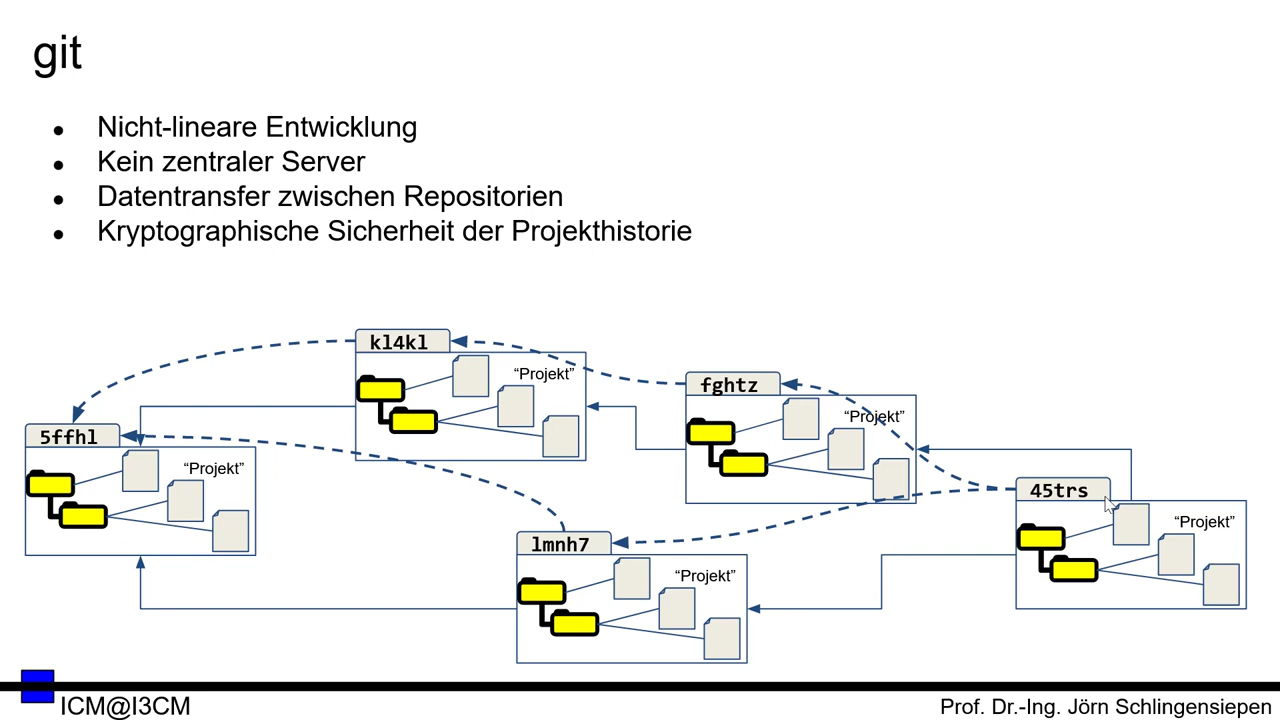 git
Nicht-lineare Entwicklung
Kein zentraler Server
Datentransfer zwischen Repositorien
Kryptographische Sicherheit der Projekthistorie
kl4kl
“Projekt”
fghtz
“Projekt”
5ffhl
“Projekt”
45trs
“Projekt”
lmnh7
“Projekt”
ICM@I3CM
Prof. Dr.-Ing. Jörn Schlingensiepen